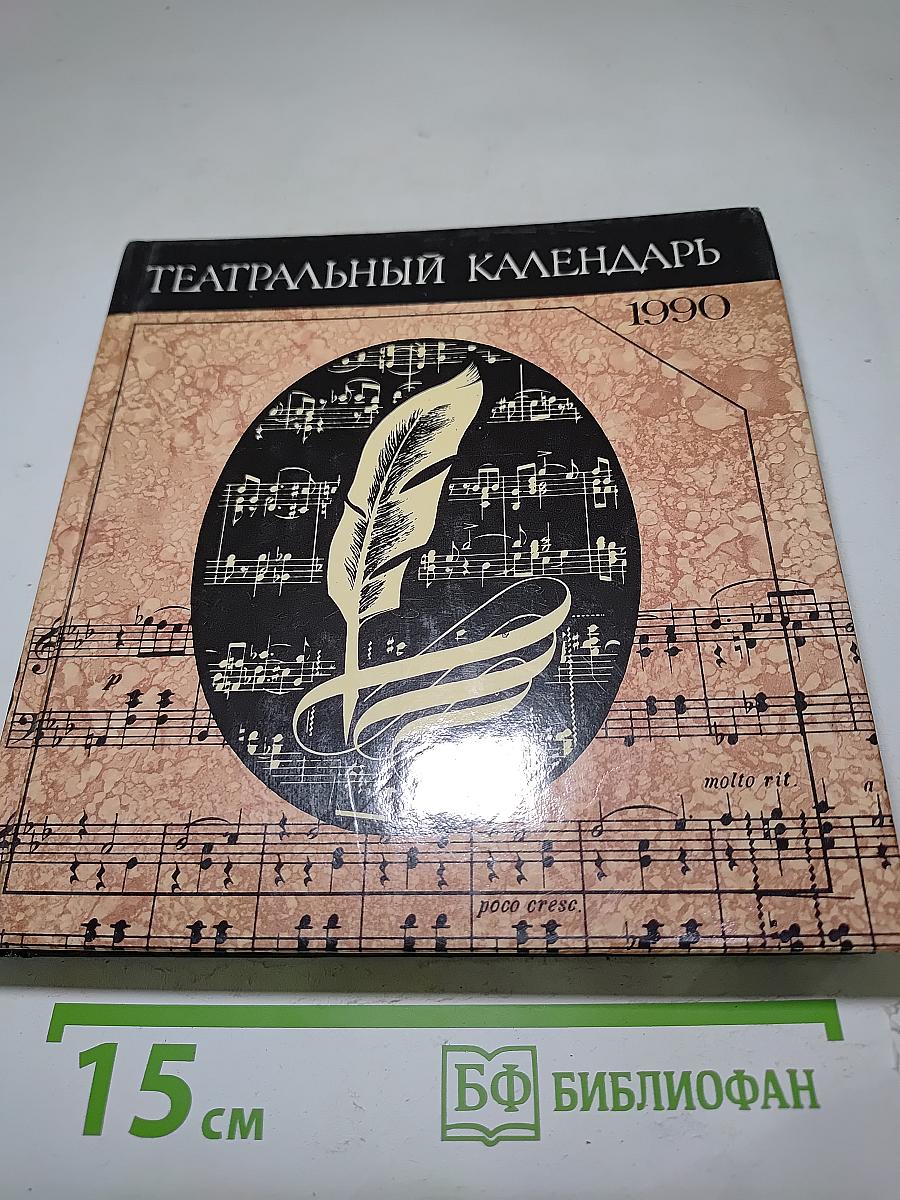 ТЕАТРАЛЬНЫЙ КАЛЕНДАРЬ
1990
p
molto rit.
a
poco cresc.
15 см
БФ БИБЛИОФАН